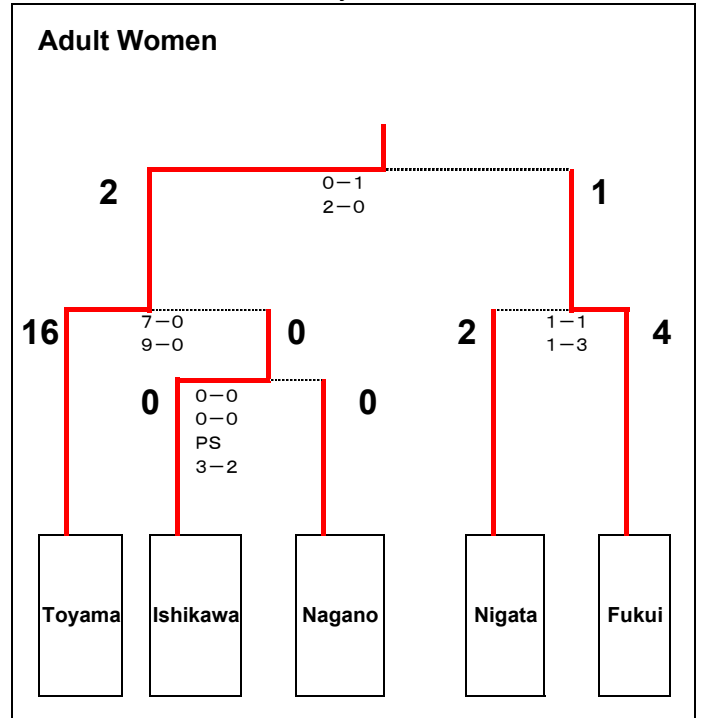 Adult Women
2
0－1
2－0
1
16
7－0
9－0
0
2
1－1
1－3
4
0
0－0
0－0
PS
3－2
0
Toyama
Ishikawa
Nagano
Nigata
Fukui